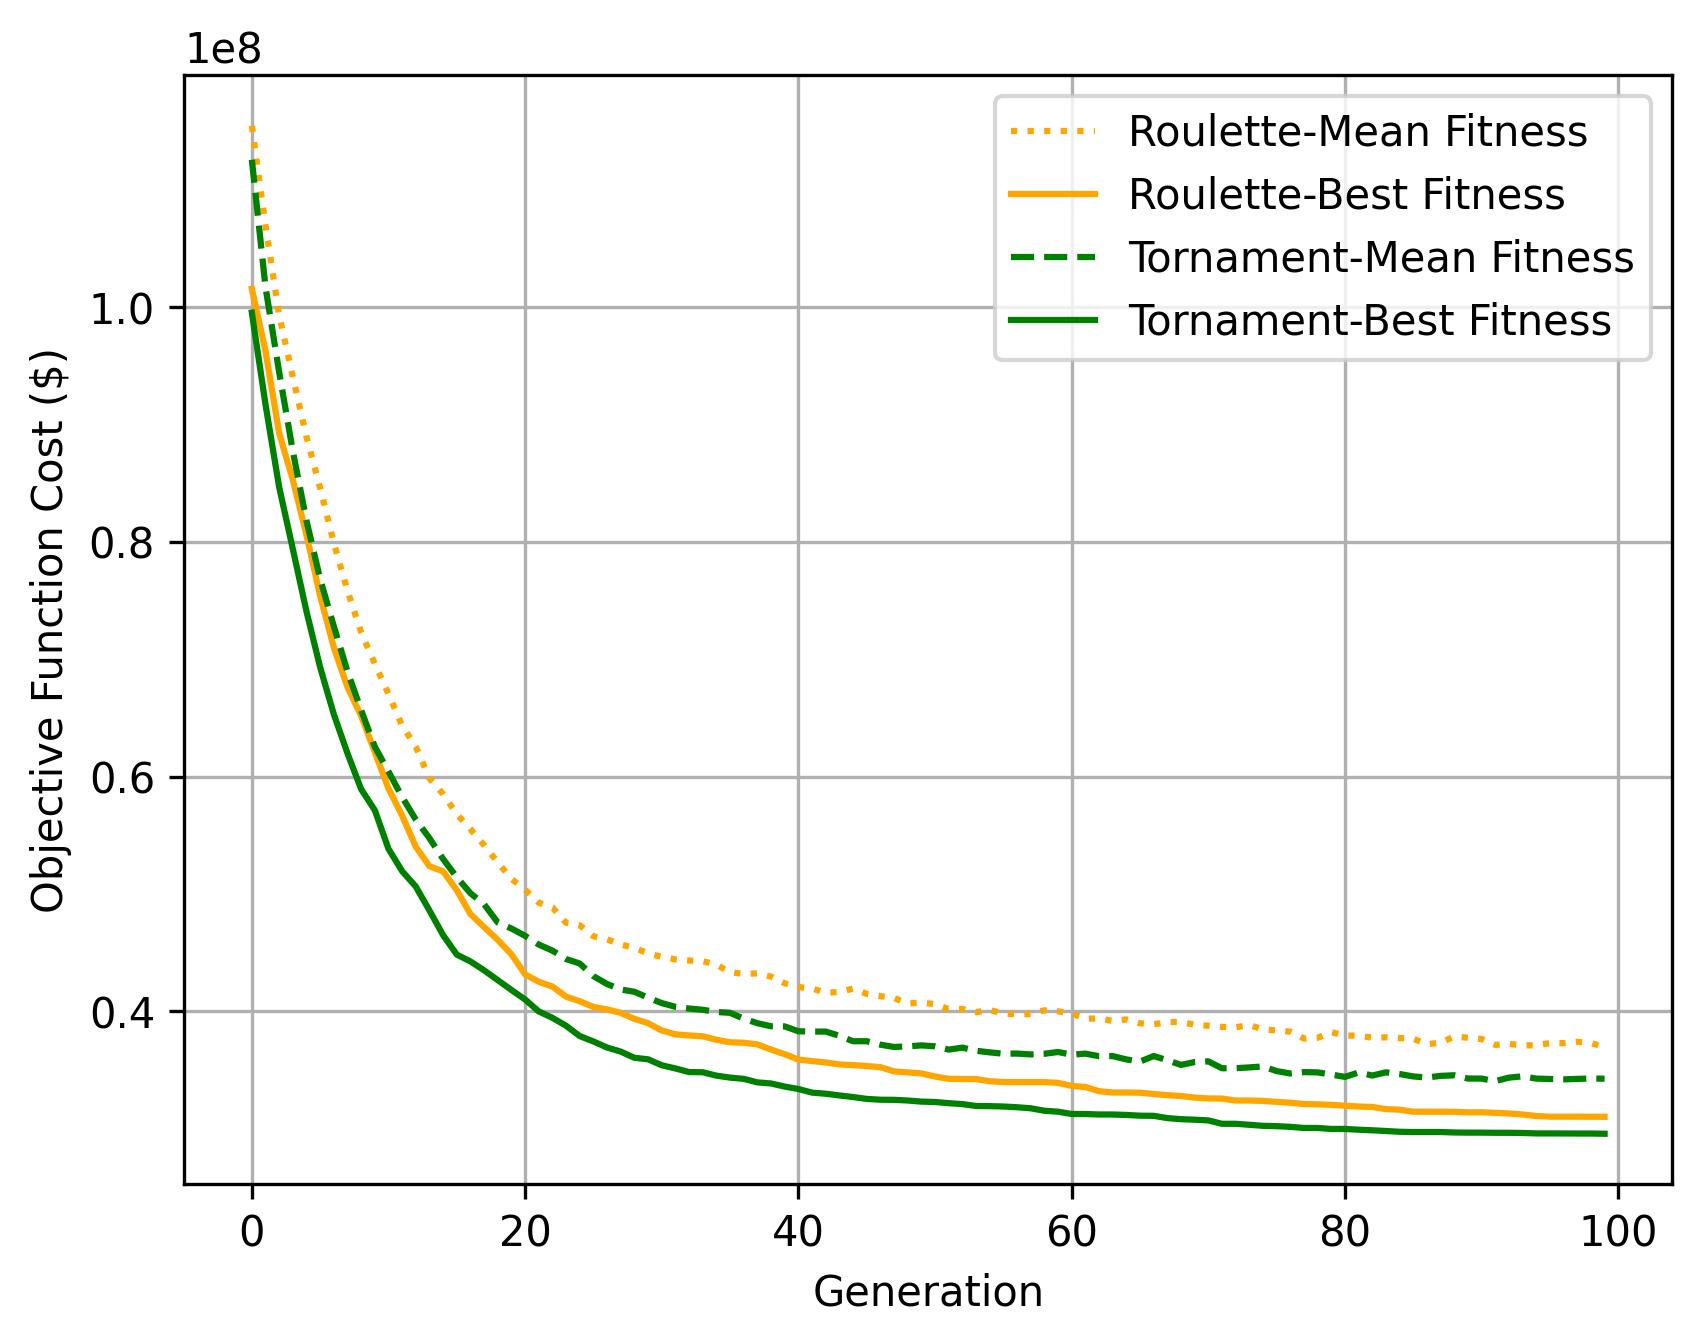 1e8
Roulette-Mean Fitness
Roulette-Best Fitness
Tornament-Mean Fitness
Tornament-Best Fitness
1.0
0.8
0.6
0.4
Objective Function Cost ($)
0 20 40 60 80 100
Generation